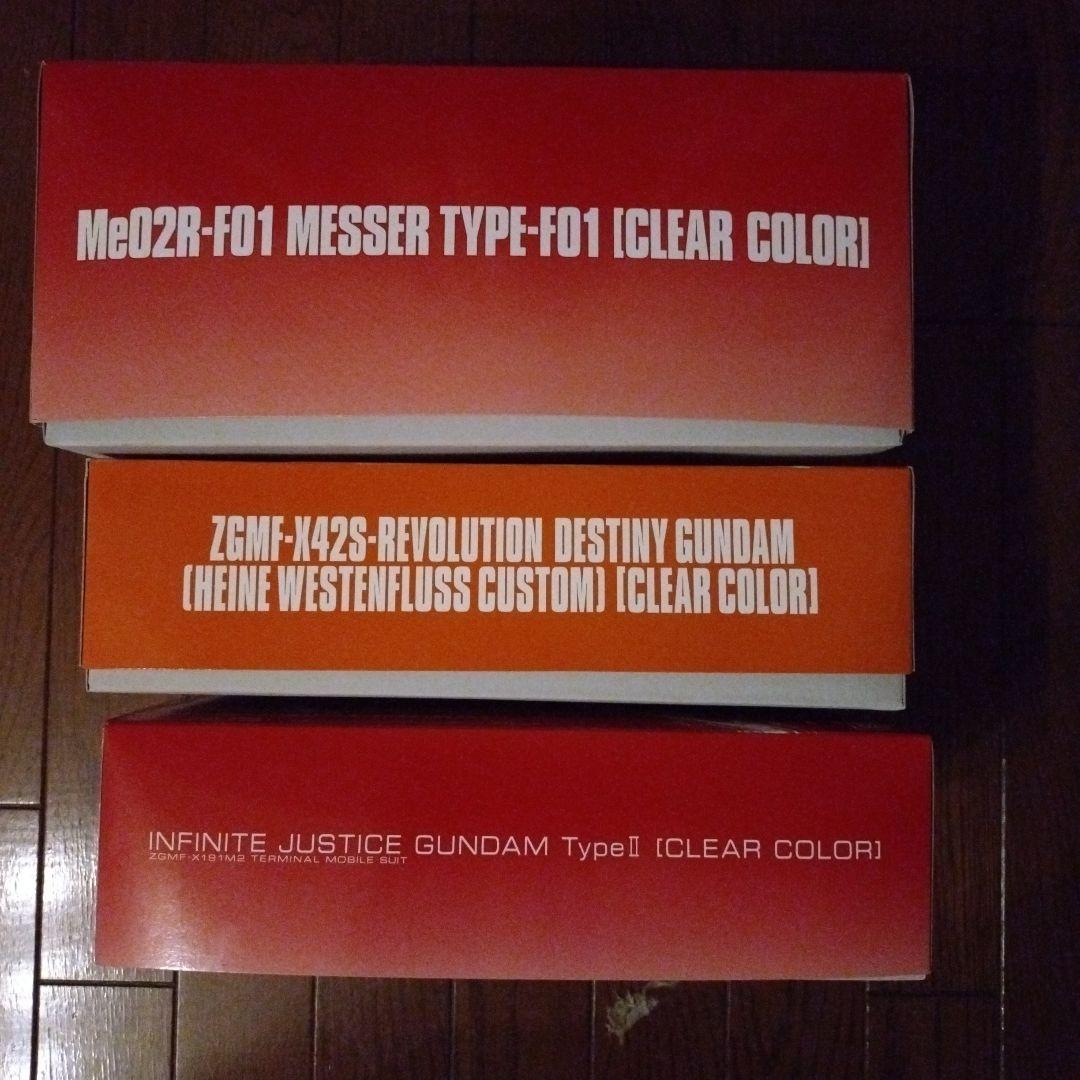 Me02R-F01 MESSER TYPE-F01 [CLEAR COLOR]
ZGMF-X42S-REVOLUTION DESTINY GUNDAM
(HEINE WESTENFLUSS CUSTOM) [CLEAR COLOR]
INFINITE JUSTICE GUNDAM TypeⅡ [CLEAR COLOR]
ZGMF-X191M2 TERMINAL MOBILE SUIT